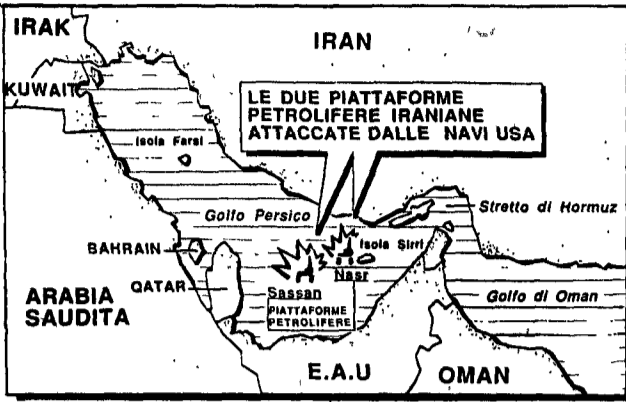 IRAK
IRAN
KUWAIT
LE DUE PIATTAFORME
PETROLIFERE IRANIANE
ATTACCATE DALLE NAVI USA
Isola Farsi
Golfo Persico
Stretto di Hormuz
Isola Sirri
BAHRAIN
Nasr
QATAR
Sassan
ARABIA
SAUDITA
PIATTAFORME
PETROLIFERE
Golfo di Oman
E.A.U
OMAN